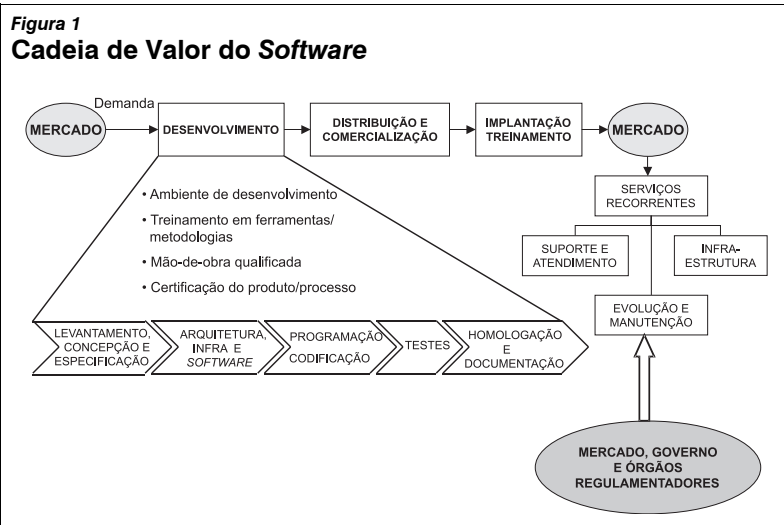 Figura 1
Cadeia de Valor do Software
Demanda
MERCADO
DESENVOLVIMENTO
DISTRIBUIÇÃO E
COMERCIALIZAÇÃO
IMPLANTAÇÃO
TREINAMENTO
MERCADO
• Ambiente de desenvolvimento
• Treinamento em ferramentas/
metodologias
• Mão-de-obra qualificada
• Certificação do produto/processo
SERVIÇOS
RECORRENTES
SUPORTE E
ATENDIMENTO
INFRA-
ESTRUTURA
EVOLUÇÃO E
MANUTENÇÃO
LEVANTAMENTO,
CONCEPÇÃO E
ESPECIFICAÇÃO
ARQUITETURA,
INFRA E
SOFTWARE
PROGRAMAÇÃO
CODIFICAÇÃO
TESTES
HOMOLOGAÇÃO
E
DOCUMENTAÇÃO
MERCADO, GOVERNO
E ÓRGÃOS
REGULAMENTADORES